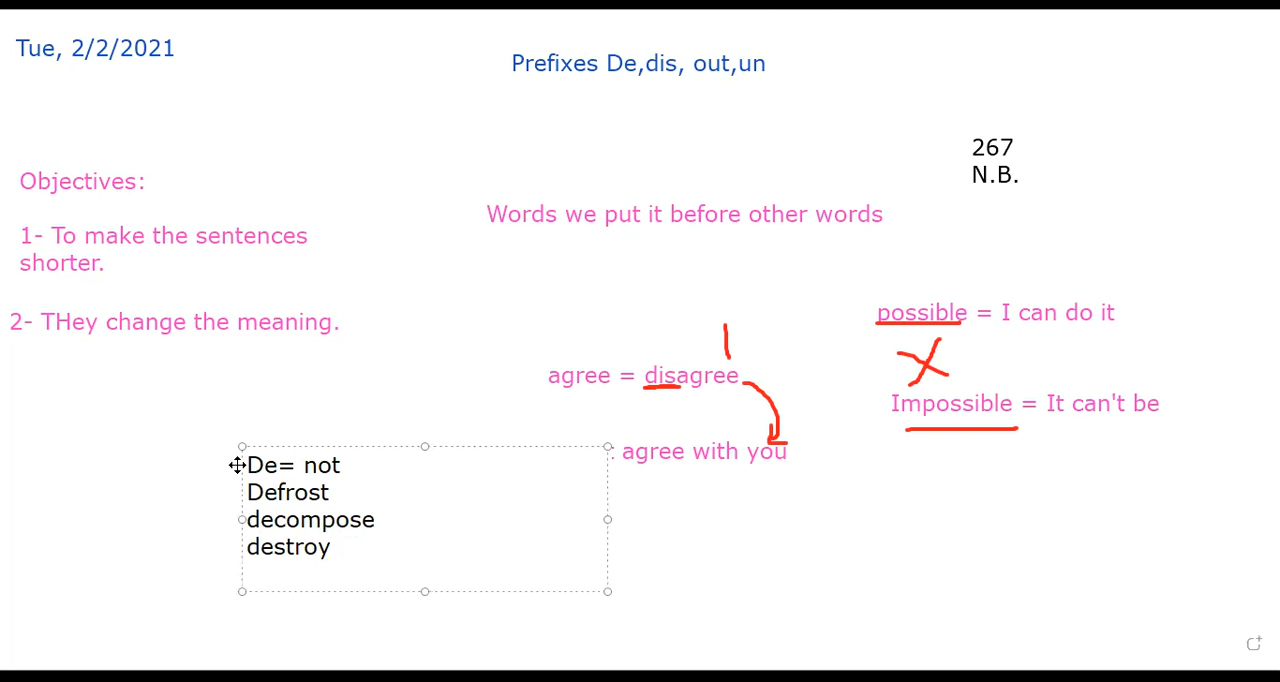 Tue, 2/2/2021
Prefixes De,dis, out,un
267
N.B.
Objectives:
Words we put it before other words
1- To make the sentences
shorter.
2- THey change the meaning.
possible = I can do it
agree = disagree
Impossible = It can't be
agree with you
De= not
Defrost
decompose
destroy